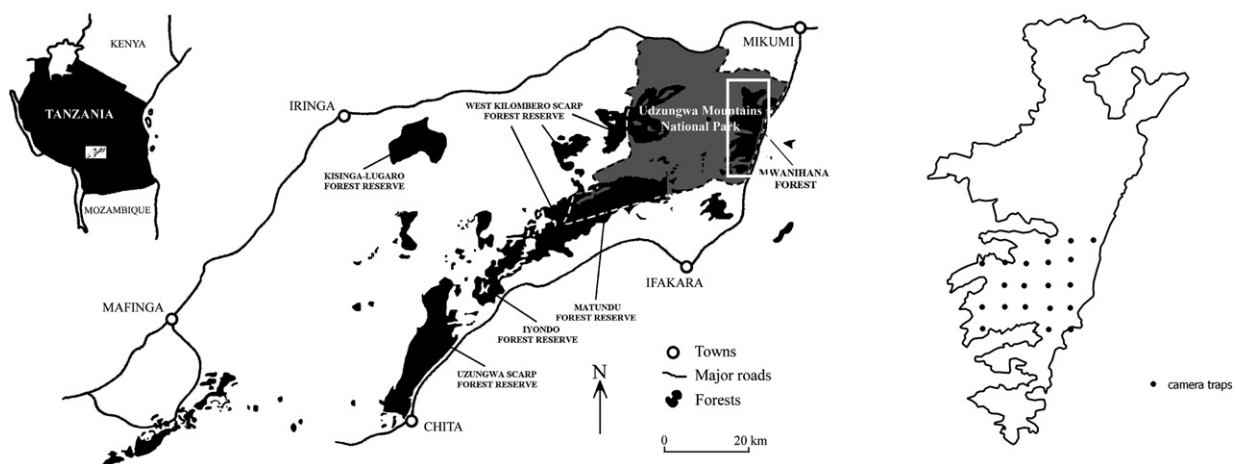 KENYA
TANZANIA
MOZAMBIQUE
MIKUMI
IRINGA
WEST KILOMBERO SCARP
FOREST RESERVE
Udzungwa Mountains
National Park
KISINGA-LUGARO
FOREST RESERVE
MWANIHANA
FOREST
IFAKARA
MAFINGA
MATUNDU
FOREST RESERVE
IYONDO
FOREST RESERVE
UZUNGWA SCARP
FOREST RESERVE
CHITA
N
Towns
Major roads
Forests
0 20 km
camera traps